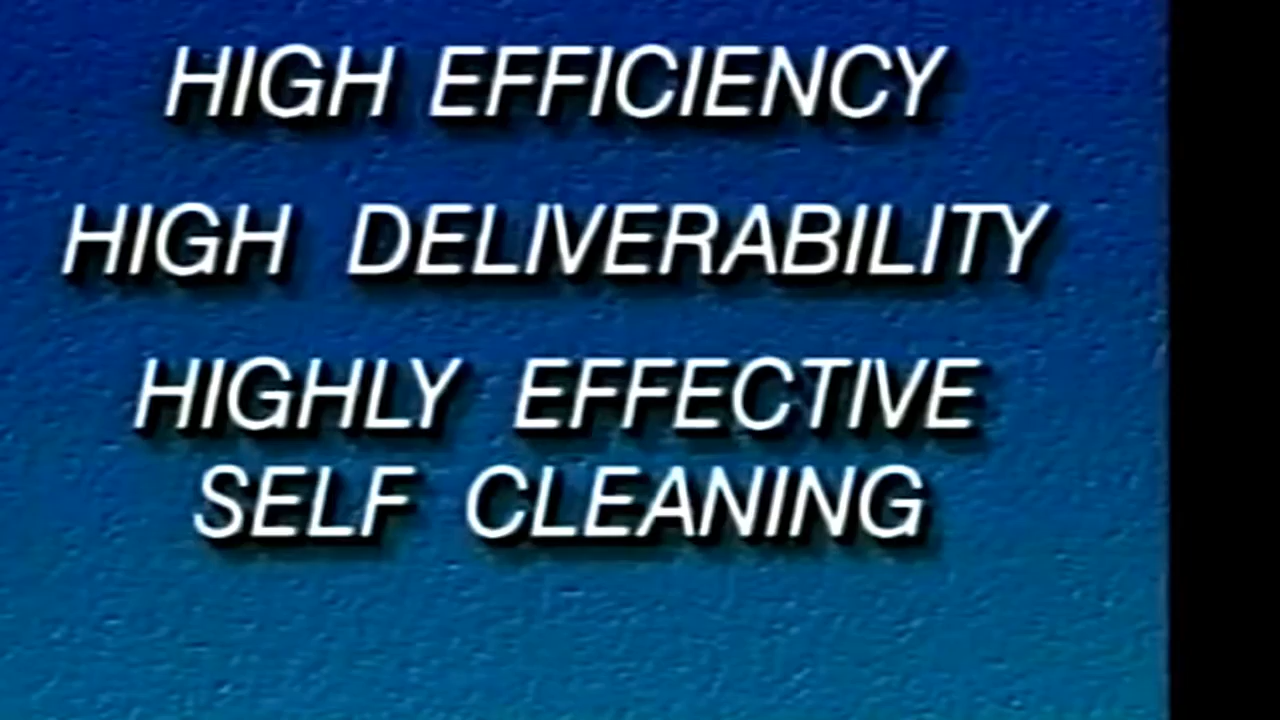 HIGH EFFICIENCY
HIGH DELIVERABILITY
HIGHLY EFFECTIVE
SELF CLEANING